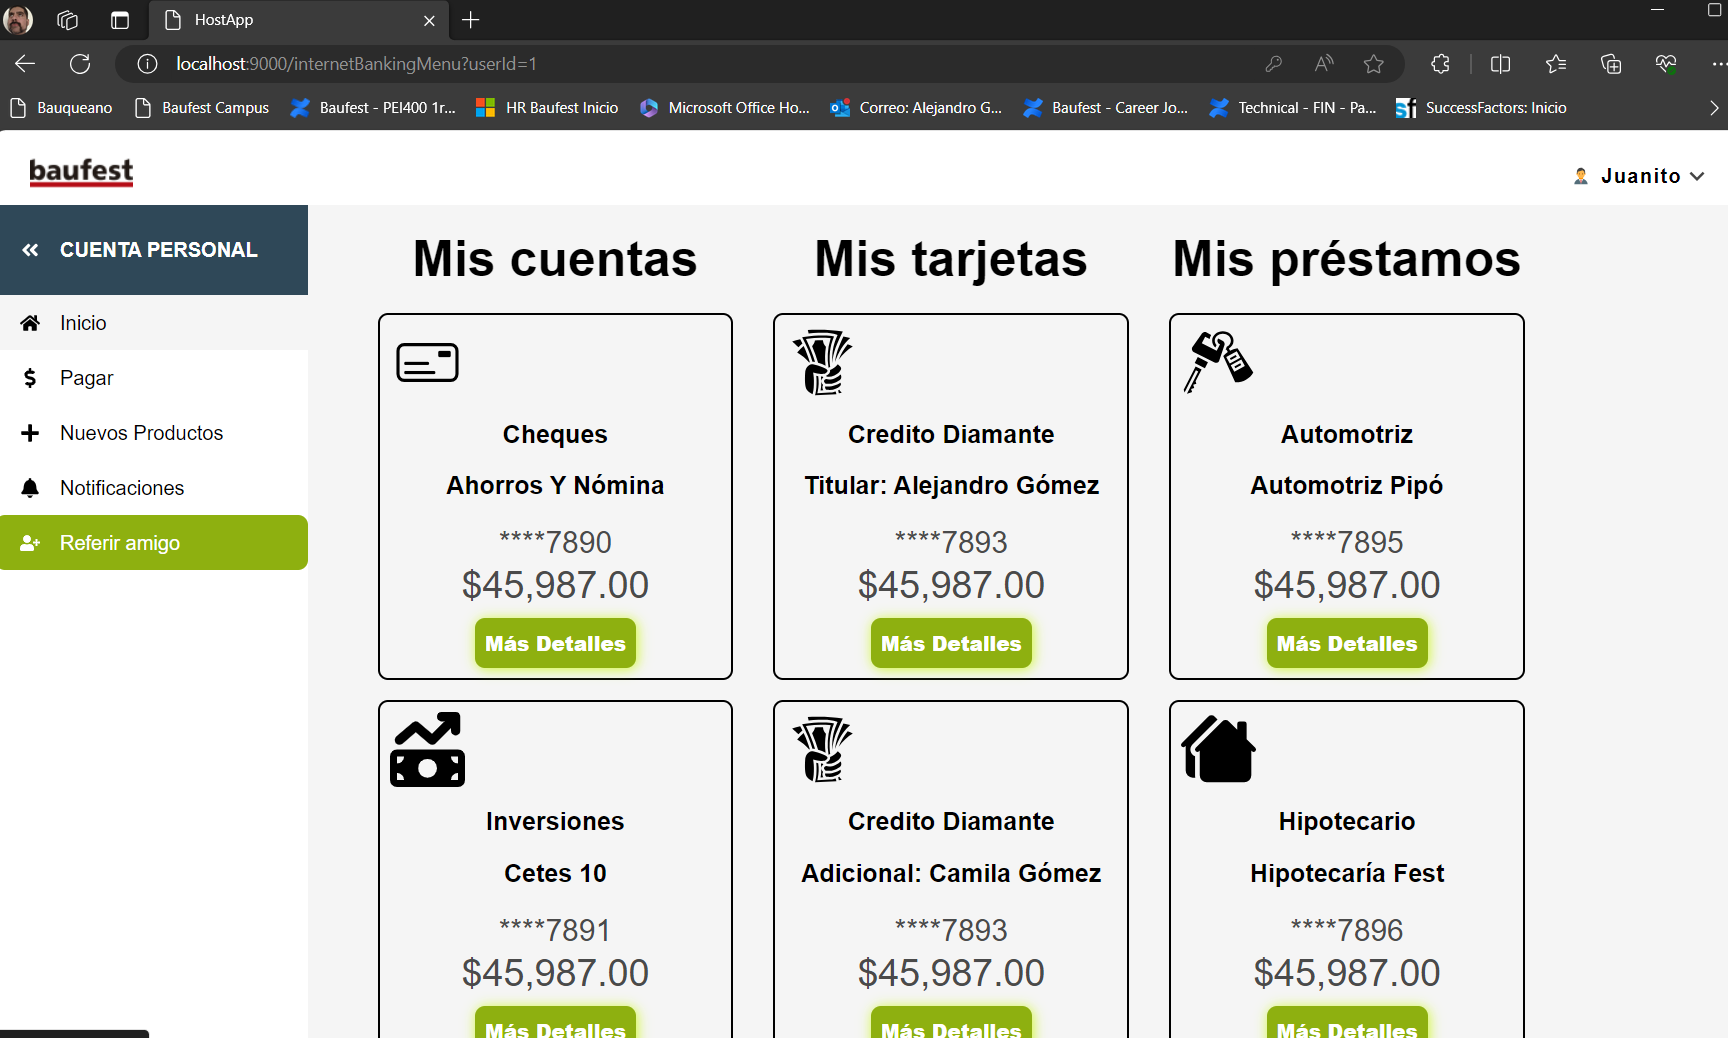 HostApp
localhost:9000/internetBankingMenu?userId=1
Bauqueano
Baufest Campus
Baufest - PEI400 1r...
HR Baufest Inicio
Microsoft Office Ho...
Correo: Alejandro G...
Baufest - Career Jo...
Technical - FIN - Pa...
sf SuccessFactors: Inicio
baufest
Juanito
CUENTA PERSONAL
Inicio
Pagar
Nuevos Productos
Notificaciones
Referir amigo
Mis cuentas
Cheques
Ahorros Y Nómina
****7890
$45,987.00
Más Detalles
Inversiones
Cetes 10
****7891
$45,987.00
Más Detalles
Mis tarjetas
Credito Diamante
Titular: Alejandro Gómez
****7893
$45,987.00
Más Detalles
Credito Diamante
Adicional: Camila Gómez
****7893
$45,987.00
Más Detalles
Mis préstamos
Automotriz
Automotriz Pipó
****7895
$45,987.00
Más Detalles
Hipotecario
Hipotecaría Fest
****7896
$45,987.00
Más Detalles